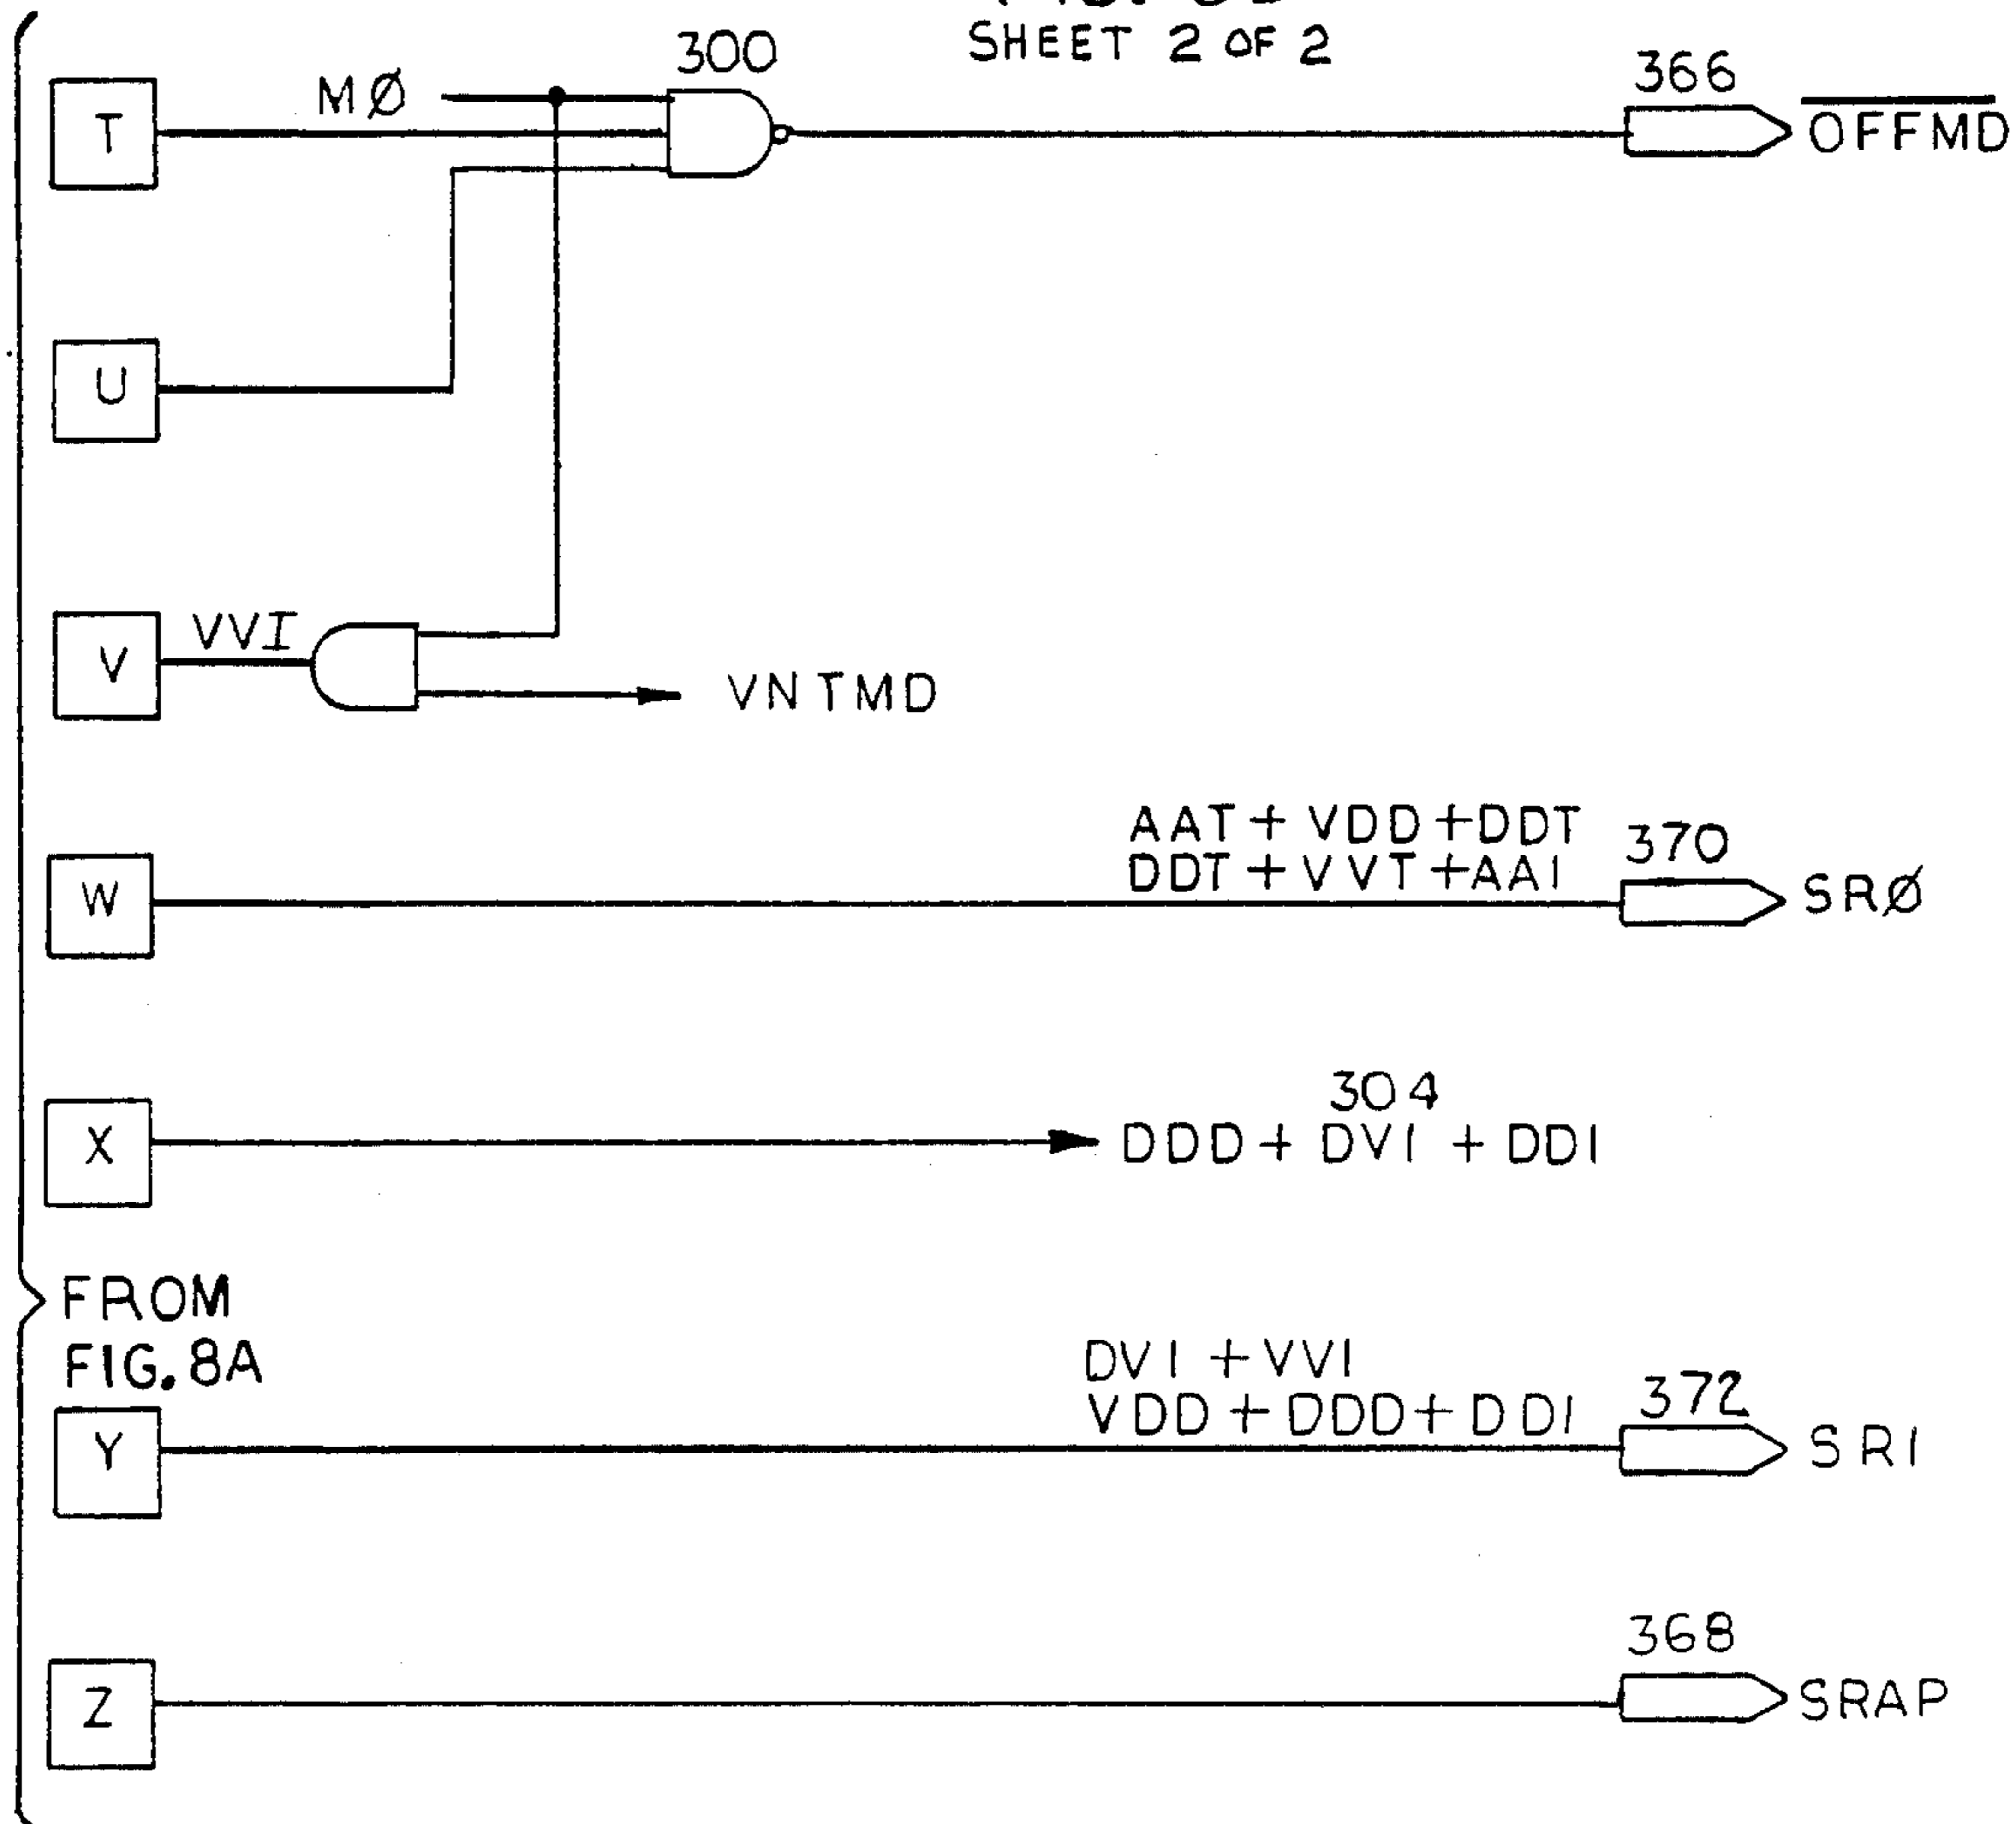 SHEET 2 OF 2
300
366
MØ
T
OFFMD
U
VVI
V
VNTMD
AAT + VDD + DDT
DDT + VVT + AAI
370
W
SRØ
304
X
DDD + DVI + DDI
FROM
FIG. 8A
DVI + VVI
VDD + DDD + DDI
372
Y
SRI
368
Z
SRAP